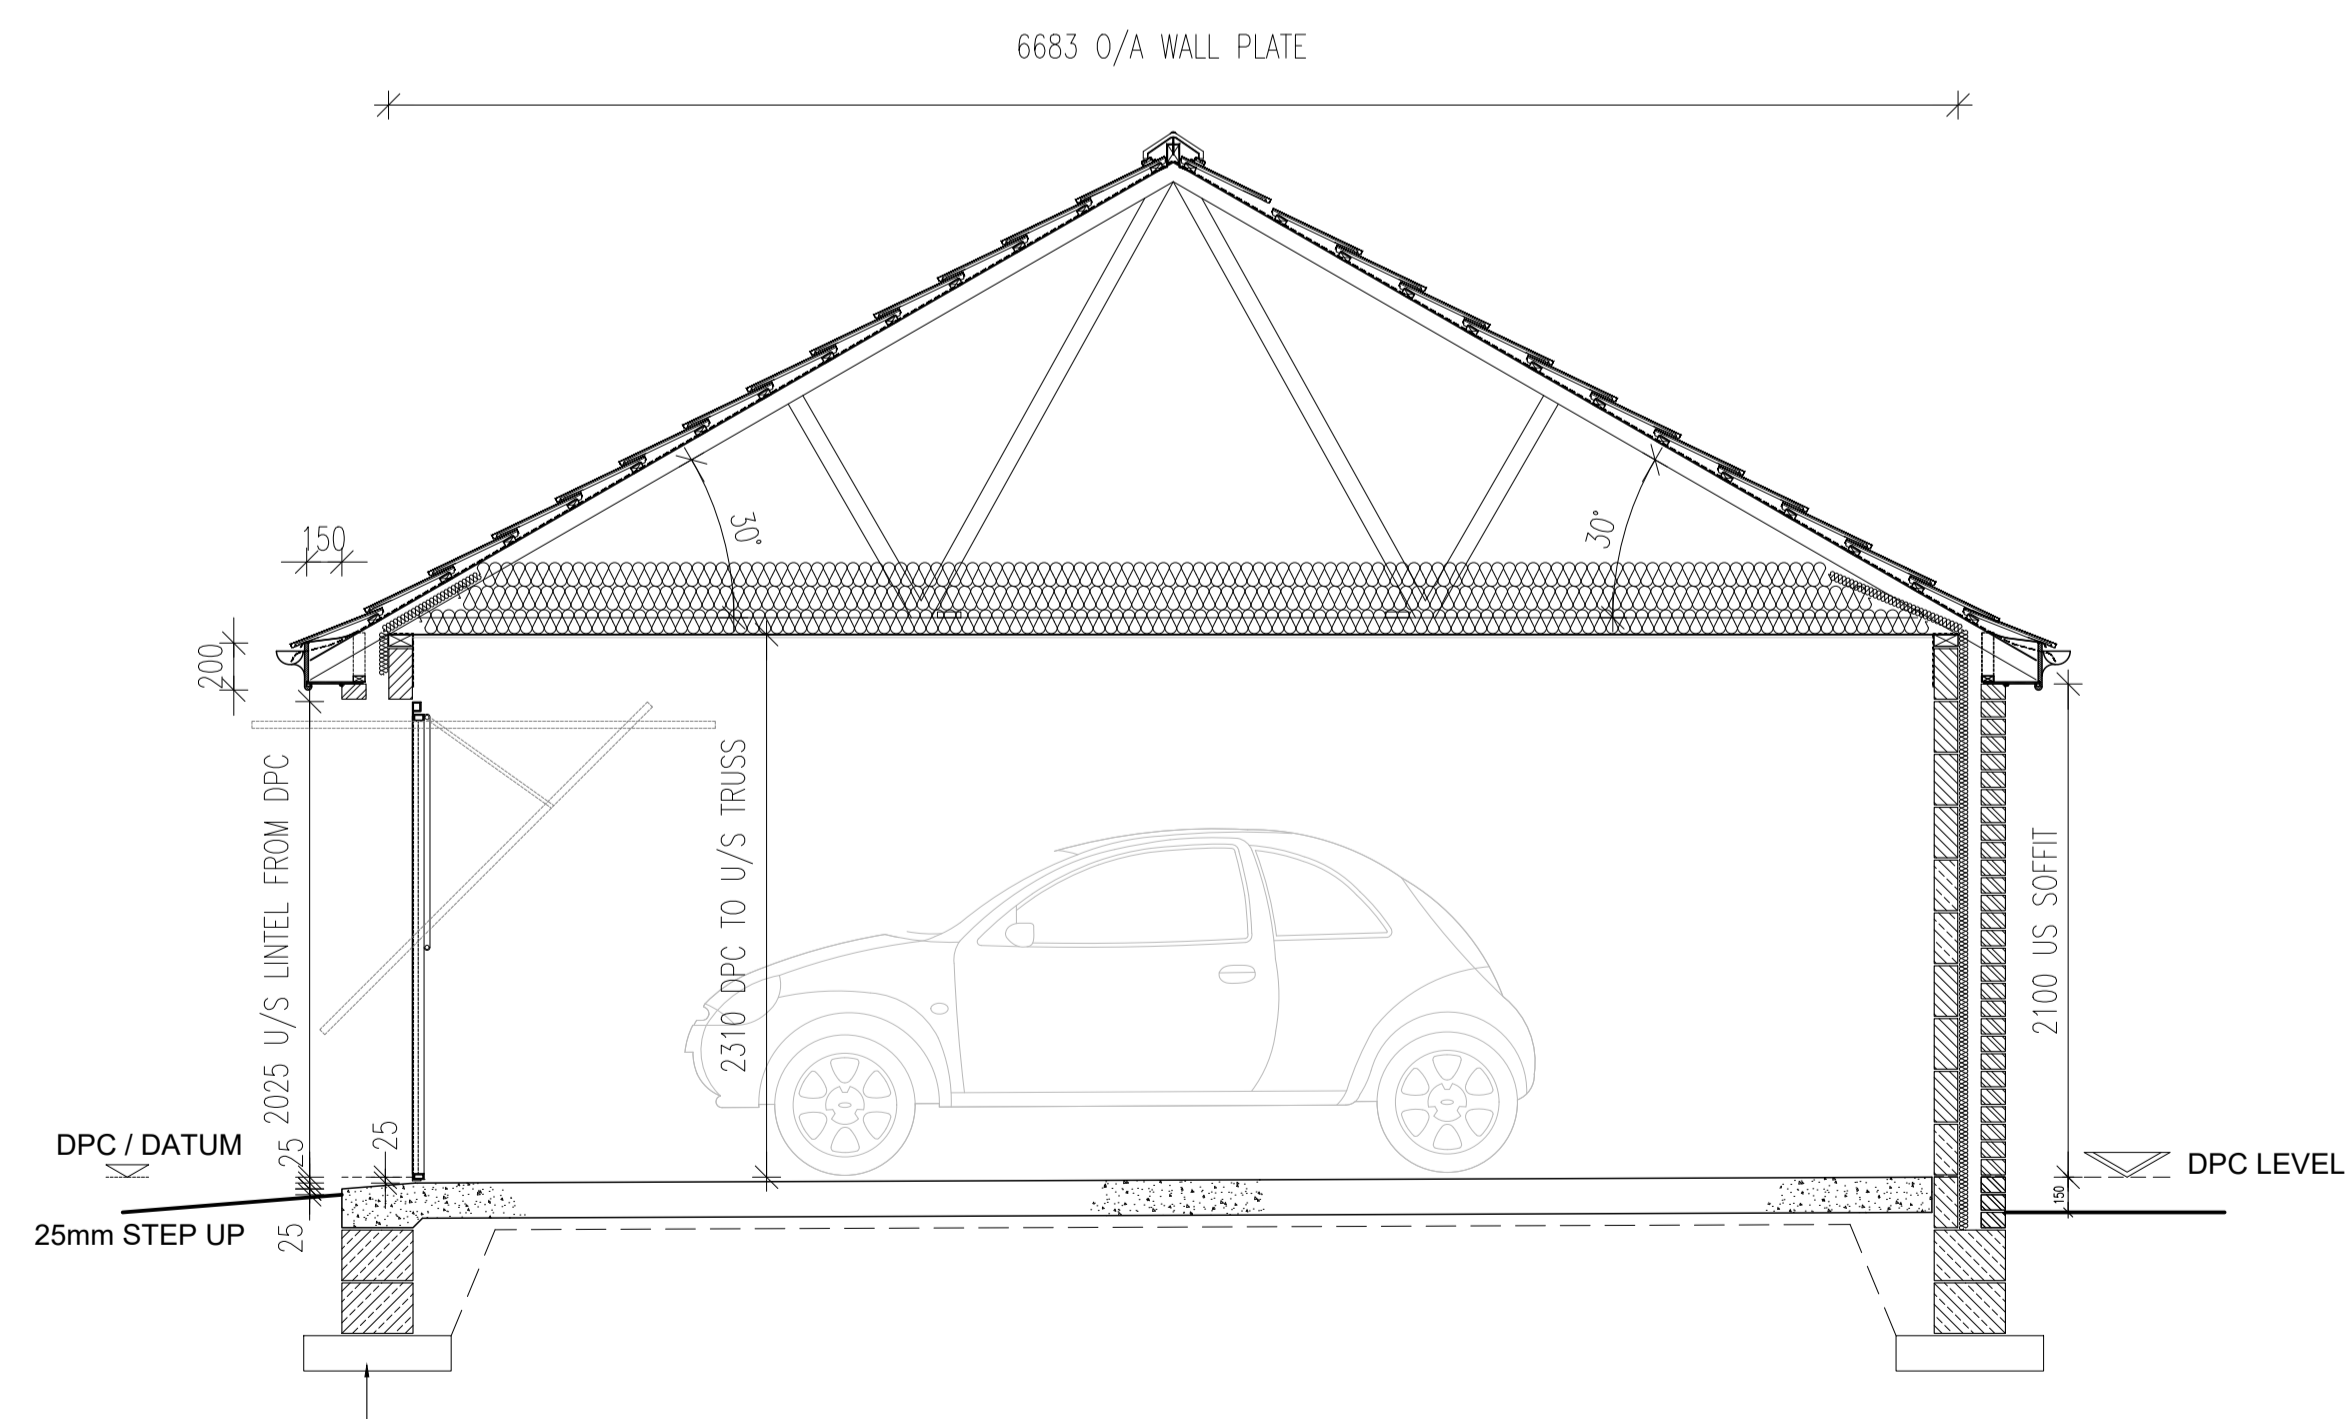 6683 O/A WALL PLATE
150
30°
30°
200
2025 U/S LINTEL FROM DPC
2310 DPC TO U/S TRUSS
2100 US SOFFIT
25
25
DPC / DATUM
DPC LEVEL
150
25mm STEP UP
25